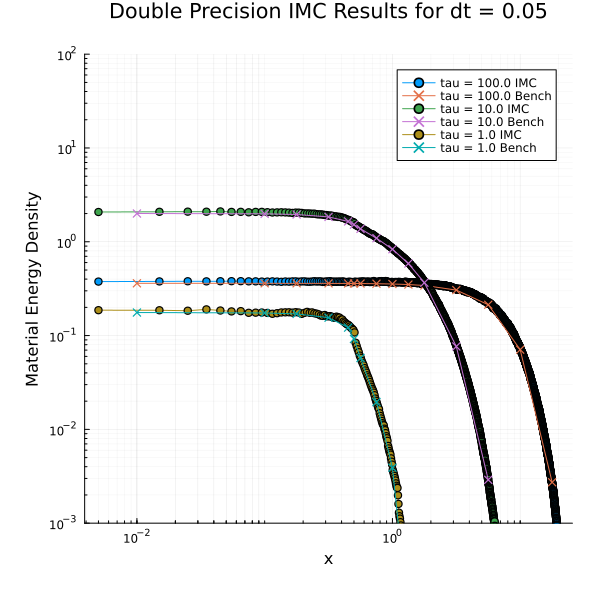 Double Precision IMC Results for dt = 0.05
10²
10¹
10⁰
10⁻¹
10⁻²
10⁻³
Material Energy Density
tau = 100.0 IMC
tau = 100.0 Bench
tau = 10.0 IMC
tau = 10.0 Bench
tau = 1.0 IMC
tau = 1.0 Bench
10⁻²
10⁰
x